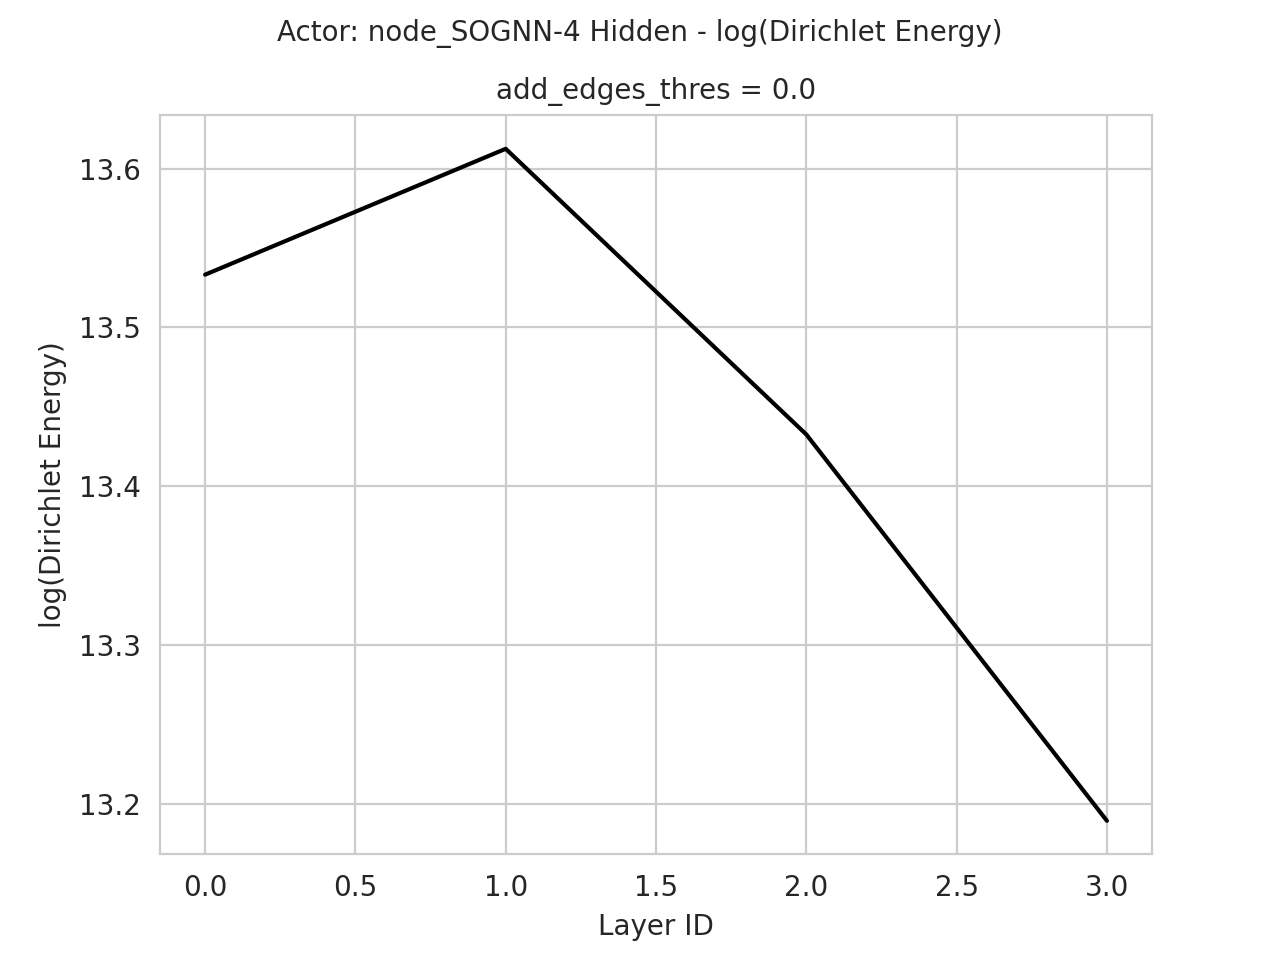 Actor: node_SOGNN-4 Hidden - log(Dirichlet Energy)
add_edges_thres = 0.0
13.6
13.5
13.4
13.3
13.2
log(Dirichlet Energy)
0.0 0.5 1.0 1.5 2.0 2.5 3.0
Layer ID